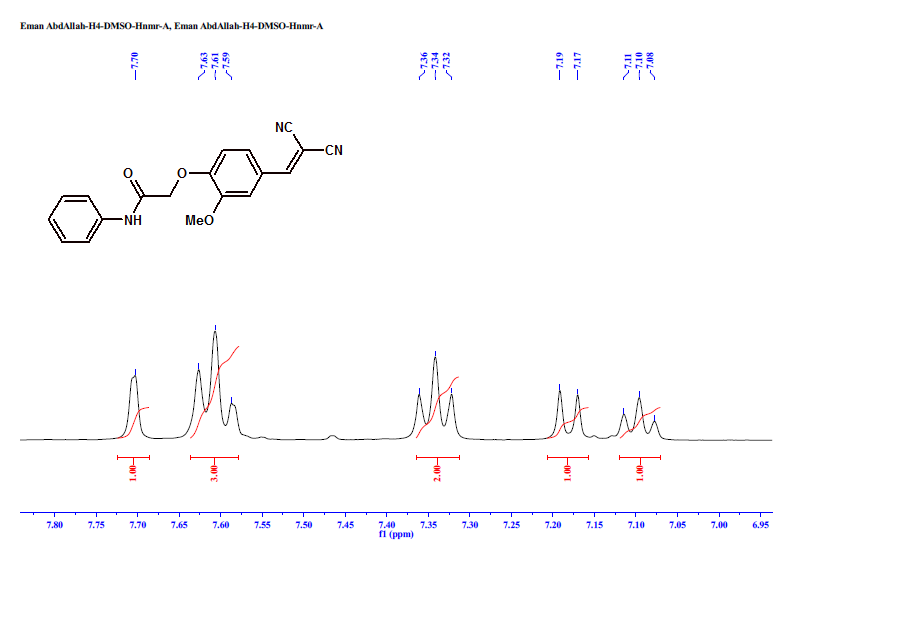 Eman AbdAllah-H4-DMSO-Hnmr-A, Eman AbdAllah-H4-DMSO-Hnmr-A
7.70 7.63 7.61 7.59 7.36 7.34 7.32 7.19 7.17 7.11 7.10 7.08
NC
CN
O O
NH MeO
1.00 3.00 2.00 1.00 1.00
7.80 7.75 7.70 7.65 7.60 7.55 7.50 7.45 7.40 7.35 7.30 7.25 7.20 7.15 7.10 7.05 7.00 6.95
f1 (ppm)